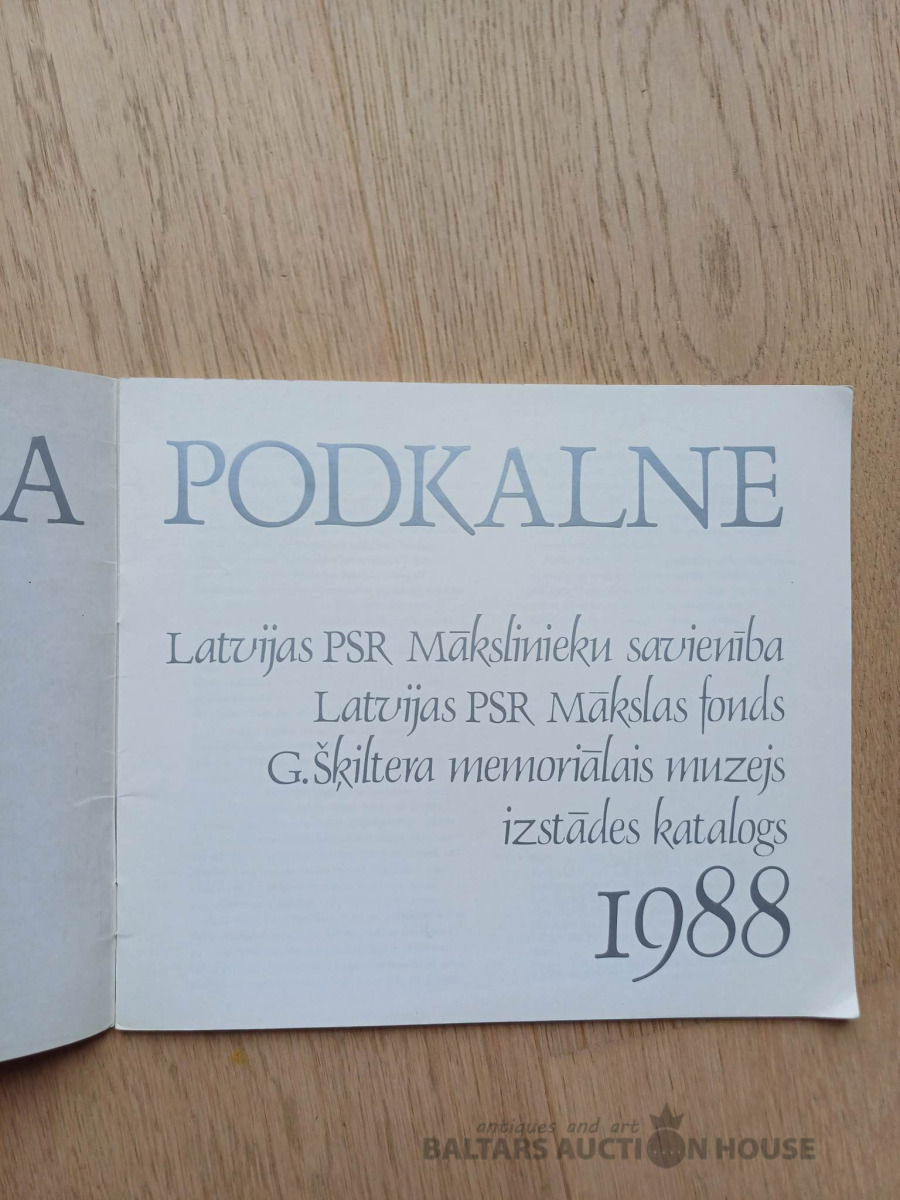 A PODKALNE
Latvijas PSR Mākslinieku savienība
Latvijas PSR Mākslas fonds
G.Šķiltera memoriālais muzejs
izstādes katalogs
1988
antiques and art
BALTARS AUCTION HOUSE